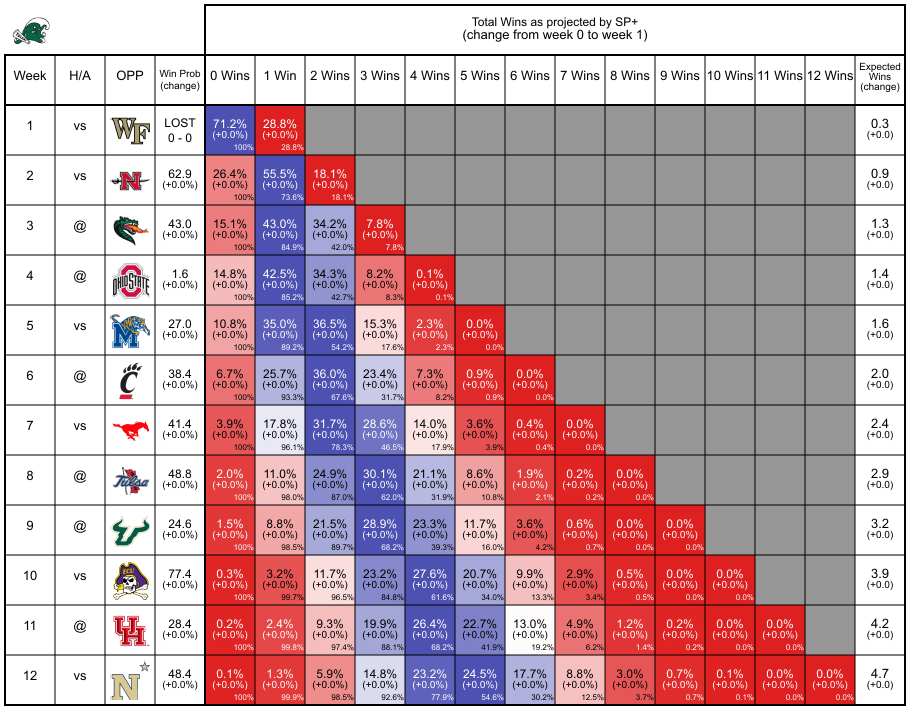 Total Wins as projected by SP+
(change from week 0 to week 1)
Week H/A OPP Win Prob (change) 0 Wins 1 Win 2 Wins 3 Wins 4 Wins 5 Wins 6 Wins 7 Wins 8 Wins 9 Wins 10 Wins 11 Wins 12 Wins Expected Wins (change)
1 vs WF LOST 71.2% 28.8% 0.3
0 - 0 (+0.0%) (+0.0%) (+0.0)
100% 28.8%
2 vs N 62.9 26.4% 55.5% 18.1% 0.9
(+0.0%) (+0.0%) (+0.0%) (+0.0%) (+0.0)
100% 73.6% 18.1%
3 @ 43.0 15.1% 43.0% 34.2% 7.8% 1.3
(+0.0%) (+0.0%) (+0.0%) (+0.0%) (+0.0%) (+0.0)
100% 84.9% 42.0% 7.8%
4 @ OHIO STATE 1.6 14.8% 42.5% 34.3% 8.2% 0.1% 1.4
(+0.0%) (+0.0%) (+0.0%) (+0.0%) (+0.0%) (+0.0%) (+0.0)
100% 85.2% 42.7% 8.3% 0.1%
5 vs M 27.0 10.8% 35.0% 36.5% 15.3% 2.3% 0.0% 1.6
(+0.0%) (+0.0%) (+0.0%) (+0.0%) (+0.0%) (+0.0%) (+0.0%) (+0.0)
100% 89.2% 54.2% 17.6% 2.3% 0.0%
6 @ C 38.4 6.7% 25.7% 36.0% 23.4% 7.3% 0.9% 0.0% 2.0
(+0.0%) (+0.0%) (+0.0%) (+0.0%) (+0.0%) (+0.0%) (+0.0%) (+0.0%) (+0.0)
100% 93.3% 67.6% 31.7% 8.2% 0.9% 0.0%
7 vs 41.4 3.9% 17.8% 31.7% 28.6% 14.0% 3.6% 0.4% 0.0% 2.4
(+0.0%) (+0.0%) (+0.0%) (+0.0%) (+0.0%) (+0.0%) (+0.0%) (+0.0%) (+0.0%) (+0.0)
100% 96.1% 78.3% 46.5% 17.9% 3.9% 0.4% 0.0%
8 @ Tulsa 48.8 2.0% 11.0% 24.9% 30.1% 21.1% 8.6% 1.9% 0.2% 0.0% 2.9
(+0.0%) (+0.0%) (+0.0%) (+0.0%) (+0.0%) (+0.0%) (+0.0%) (+0.0%) (+0.0%) (+0.0%) (+0.0)
100% 98.0% 87.0% 62.0% 31.9% 10.8% 2.1% 0.2% 0.0%
9 @ 24.6 1.5% 8.8% 21.5% 28.9% 23.3% 11.7% 3.6% 0.6% 0.0% 0.0% 3.2
(+0.0%) (+0.0%) (+0.0%) (+0.0%) (+0.0%) (+0.0%) (+0.0%) (+0.0%) (+0.0%) (+0.0%) (+0.0%) (+0.0)
100% 98.5% 89.7% 68.2% 39.3% 16.0% 4.2% 0.7% 0.0% 0.0%
10 vs ECU 77.4 0.3% 3.2% 11.7% 23.2% 27.6% 20.7% 9.9% 2.9% 0.5% 0.0% 0.0% 3.9
(+0.0%) (+0.0%) (+0.0%) (+0.0%) (+0.0%) (+0.0%) (+0.0%) (+0.0%) (+0.0%) (+0.0%) (+0.0%) (+0.0%) (+0.0)
100% 99.7% 96.5% 84.8% 61.6% 34.0% 13.3% 3.4% 0.5% 0.0% 0.0%
11 @ UH 28.4 0.2% 2.4% 9.3% 19.9% 26.4% 22.7% 13.0% 4.9% 1.2% 0.2% 0.0% 0.0% 4.2
(+0.0%) (+0.0%) (+0.0%) (+0.0%) (+0.0%) (+0.0%) (+0.0%) (+0.0%) (+0.0%) (+0.0%) (+0.0%) (+0.0%) (+0.0%) (+0.0)
100% 99.8% 97.4% 88.1% 68.2% 41.9% 19.2% 6.2% 1.4% 0.2% 0.0% 0.0%
12 vs N 48.4 0.1% 1.3% 5.9% 14.8% 23.2% 24.5% 17.7% 8.8% 3.0% 0.7% 0.1% 0.0% 0.0% 4.7
(+0.0%) (+0.0%) (+0.0%) (+0.0%) (+0.0%) (+0.0%) (+0.0%) (+0.0%) (+0.0%) (+0.0%) (+0.0%) (+0.0%) (+0.0%) (+0.0%) (+0.0)
100% 99.9% 98.5% 92.6% 77.9% 54.6% 30.2% 12.5% 3.7% 0.7% 0.1% 0.0% 0.0%